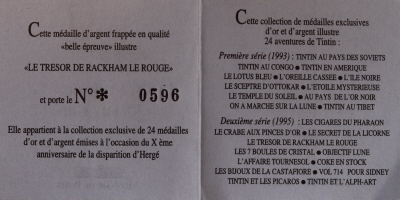 Cette médaille d'argent frappée en qualité
«belle épreuve» illustre
«LE TRESOR DE RACKHAM LE ROUGE»
et porte le N°* 0596
Elle appartient à la collection exclusive de 24 médailles
d'or et d'argent émises à l'occasion du X ème
anniversaire de la disparition d'Hergé
Cette collection de médailles exclusives
d'or et d'argent illustre
24 aventures de Tintin :
Première série (1993) : TINTIN AU PAYS DES SOVIETS
TINTIN AU CONGO • TINTIN EN AMERIQUE
LE LOTUS BLEU • L'OREILLE CASSEE • L'ILE NOIRE
LE SCEPTRE D'OTTOKAR • L'ETOILE MYSTERIEUSE
LE TEMPLE DU SOLEIL • AU PAYS DE L'OR NOIR
ON A MARCHE SUR LA LUNE • TINTIN AU TIBET
Deuxième série (1995) : LES CIGARES DU PHARAON
LE CRABE AUX PINCES D'OR • LE SECRET DE LA LICORNE
LE TRESOR DE RACKHAM LE ROUGE
LES 7 BOULES DE CRISTAL • OBJECTIF LUNE
L'AFFAIRE TOURNESOL • COKE EN STOCK
LES BIJOUX DE LA CASTAFIORE • VOL 714 POUR SIDNEY
TINTIN ET LES PICAROS • TINTIN ET L'ALPH-ART